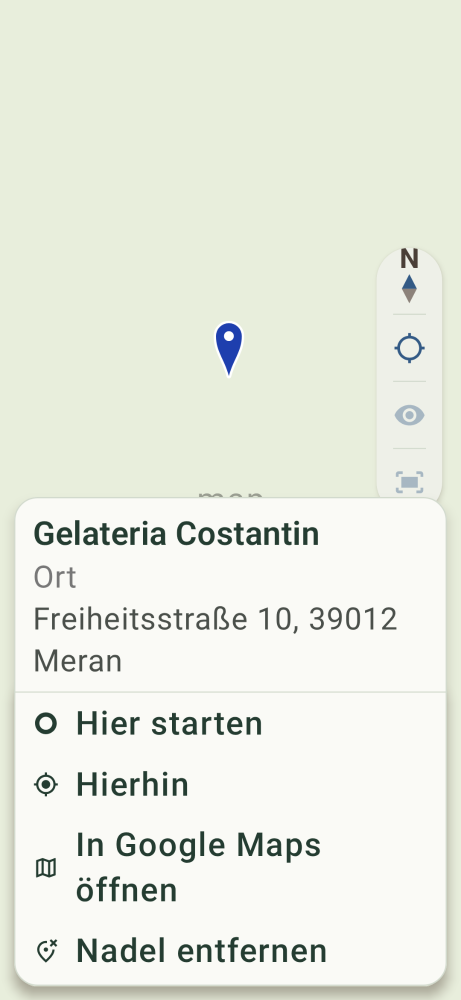 N
Gelateria Costantin
Ort
Freiheitsstraße 10, 39012
Meran
Hier starten
Hierhin
In Google Maps
öffnen
Nadel entfernen